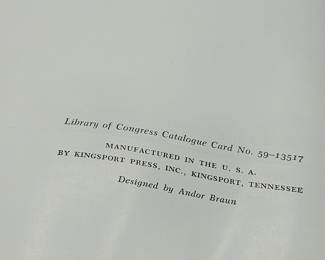 Library of Congress Catalogue Card No. 59-13517
MANUFACTURED IN THE U. S. A.
BY KINGSPORT PRESS, INC., KINGSPORT, TENNESSEE
Designed by Andor Braun